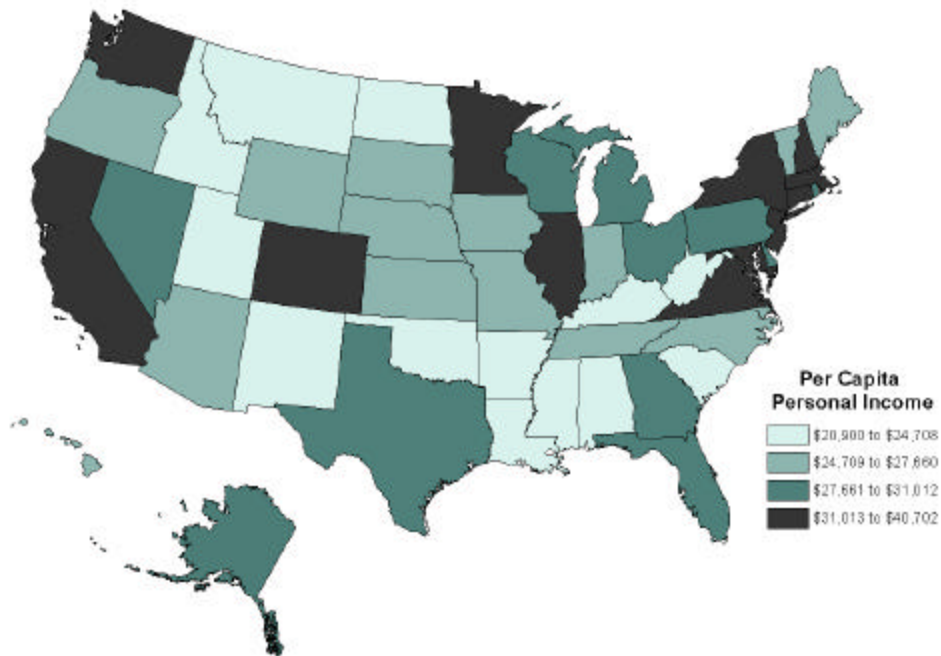 Per Capita
Personal Income
$20,900 to $24,708
$24,709 to $27,660
$27,661 to $31,012
$31,013 to $40,702